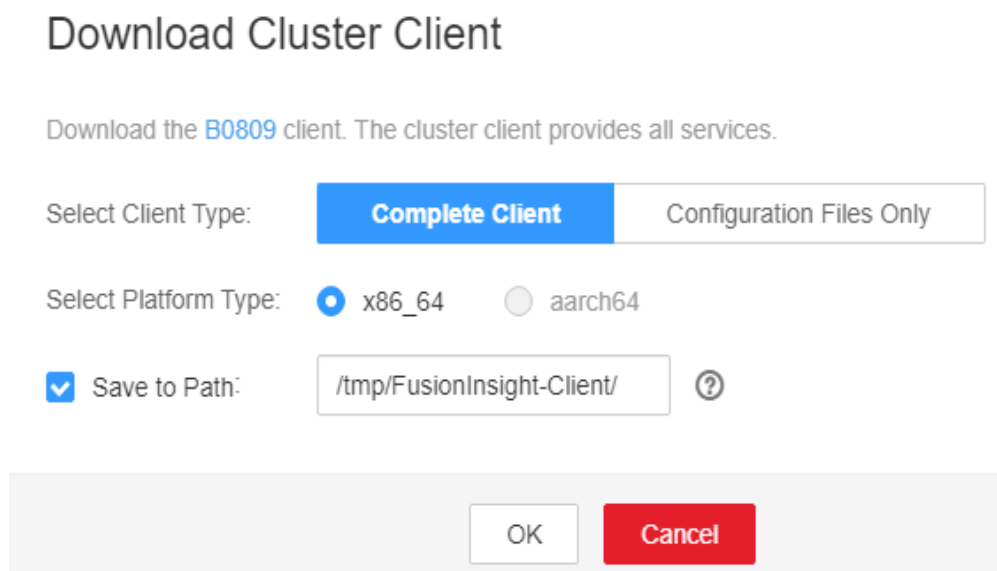 Download Cluster Client
Download the B0809 client. The cluster client provides all services.
Select Client Type: Complete Client Configuration Files Only
Select Platform Type: x86_64 aarch64
Save to Path: /tmp/FusionInsight-Client/ ?
OK Cancel